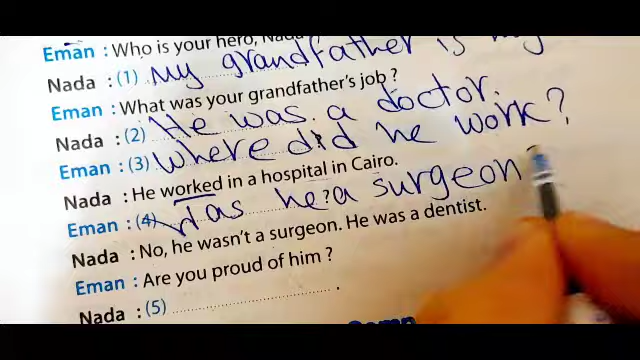 Eman: Who is your hero, Nada ?
Nada : (1) My grandfather is my
Eman: What was your grandfather's job ?
Nada : (2) He was a doctor.
Eman: (3) Where did he work?
Nada : He worked in a hospital in Cairo.
Eman: (4) Was he a surgeon?
Nada : No, he wasn't a surgeon. He was a dentist.
Eman: Are you proud of him ?
Nada : (5) .